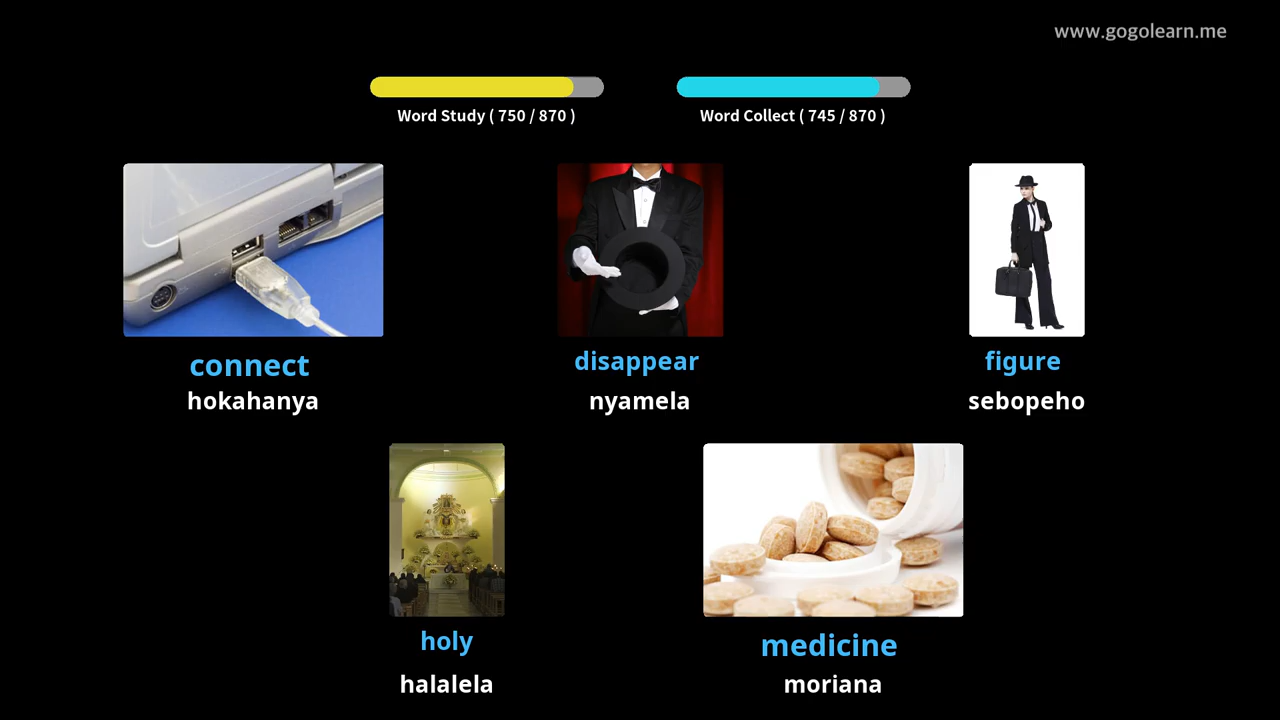 www.gogolearn.me
Word Study ( 750 / 870 )
Word Collect ( 745 / 870 )
connect
hokahanya
disappear
nyamela
figure
sebopeho
holy
halalela
medicine
moriana